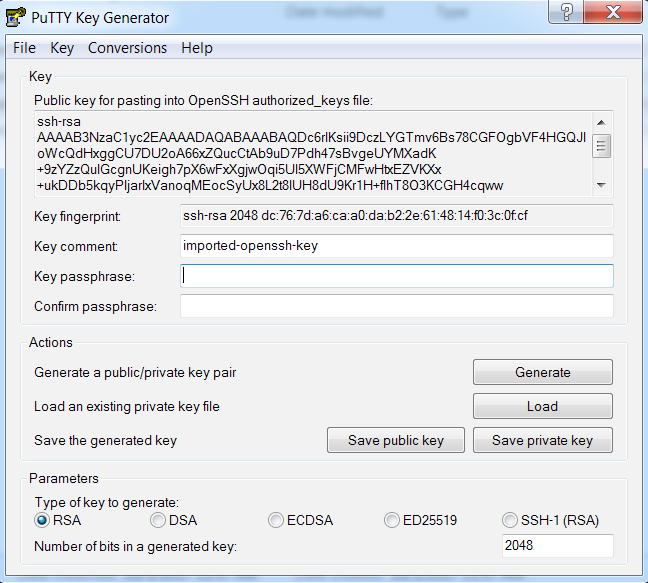 PuTTY Key Generator
File Key Conversions Help
Key
Public key for pasting into OpenSSH authorized_keys file:
ssh-rsa
AAAAB3NzaC1yc2EAAAADAQABAAABAQDc6rlKsii9DczLYGTmv6Bs78CGFOgbVF4HGQJl
oWcQdHxggCU7DU2oA66xZQucCtAb9uD7Pdh47sBvgeUYMXadK
+9zYZzQulGcgnUKeigh7pX6wFxXgjwOqi5Ul5XWFjCMFwHtxEZVKXx
+ukDDb5kqyPljarlxVanoqMEocSyUx8L2t8lUH8dU9Kr1H+flhT8O3KCGH4cqww
Key fingerprint: ssh-rsa 2048 dc:76:7d:a6:ca:a0:da:b2:2e:61:48:14:f0:3c:0f:cf
Key comment: imported-openssh-key
Key passphrase:
Confirm passphrase:
Actions
Generate a public/private key pair Generate
Load an existing private key file Load
Save the generated key Save public key Save private key
Parameters
Type of key to generate:
RSA DSA ECDSA ED25519 SSH-1 (RSA)
Number of bits in a generated key: 2048